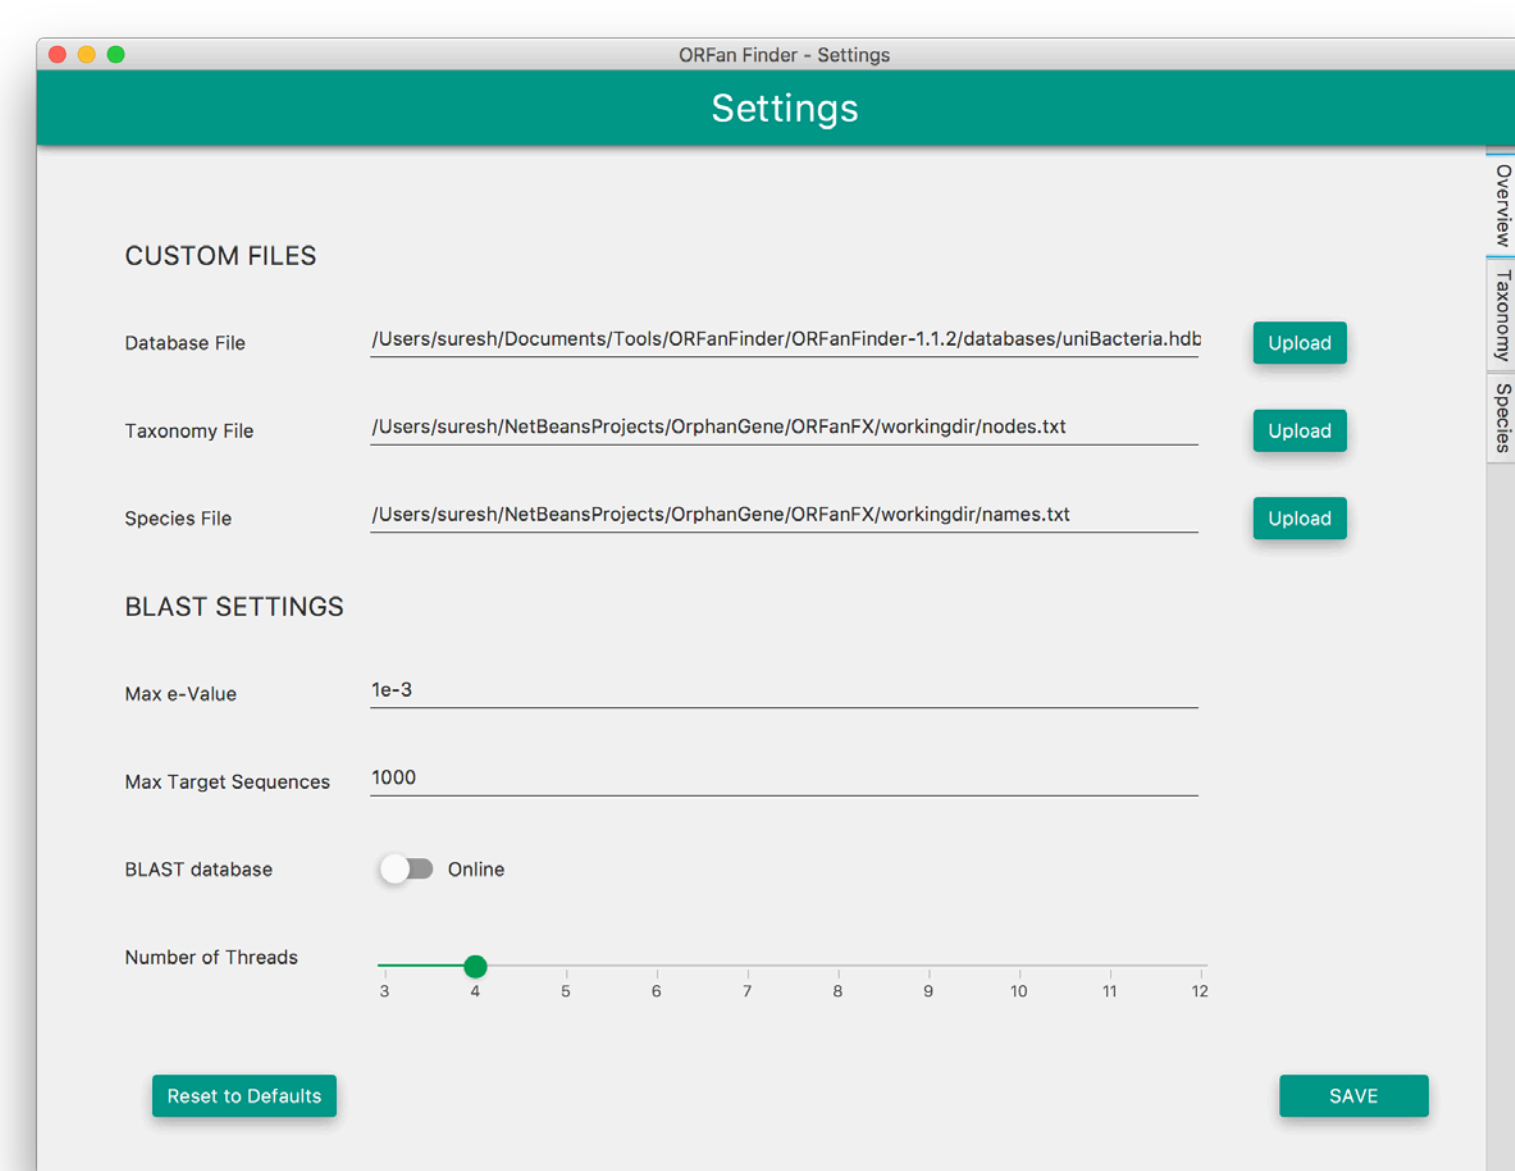 ORFan Finder - Settings
Settings
Overview
Taxonomy
Species
CUSTOM FILES
Database File /Users/suresh/Documents/Tools/ORFanFinder/ORFanFinder-1.1.2/databases/uniBacteria.hdb Upload
Taxonomy File /Users/suresh/NetBeansProjects/OrphanGene/ORFanFX/workingdir/nodes.txt Upload
Species File /Users/suresh/NetBeansProjects/OrphanGene/ORFanFX/workingdir/names.txt Upload
BLAST SETTINGS
Max e-Value 1e-3
Max Target Sequences 1000
BLAST database Online
Number of Threads
3 4 5 6 7 8 9 10 11 12
Reset to Defaults SAVE